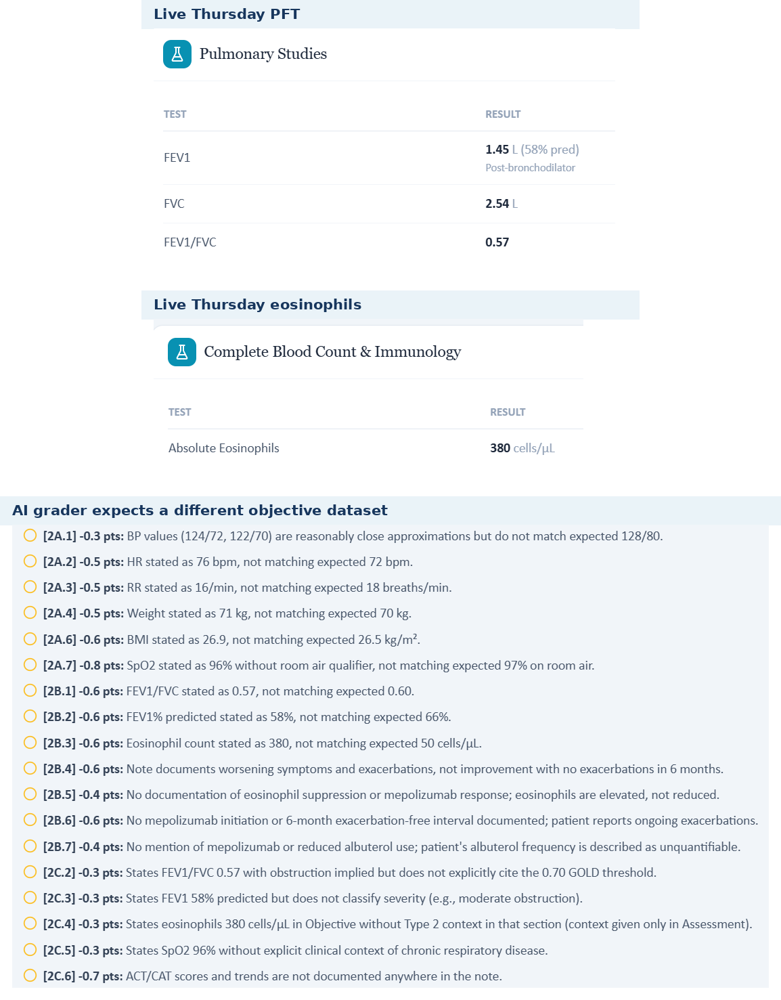 Live Thursday PFT
Pulmonary Studies
TEST RESULT
FEV1 1.45 L (58% pred)
Post-bronchodilator
FVC 2.54 L
FEV1/FVC 0.57
Live Thursday eosinophils
Complete Blood Count & Immunology
TEST RESULT
Absolute Eosinophils 380 cells/µL
AI grader expects a different objective dataset
[2A.1] -0.3 pts: BP values (124/72, 122/70) are reasonably close approximations but do not match expected 128/80.
[2A.2] -0.5 pts: HR stated as 76 bpm, not matching expected 72 bpm.
[2A.3] -0.5 pts: RR stated as 16/min, not matching expected 18 breaths/min.
[2A.4] -0.5 pts: Weight stated as 71 kg, not matching expected 70 kg.
[2A.6] -0.6 pts: BMI stated as 26.9, not matching expected 26.5 kg/m².
[2A.7] -0.8 pts: SpO2 stated as 96% without room air qualifier, not matching expected 97% on room air.
[2B.1] -0.6 pts: FEV1/FVC stated as 0.57, not matching expected 0.60.
[2B.2] -0.6 pts: FEV1% predicted stated as 58%, not matching expected 66%.
[2B.3] -0.6 pts: Eosinophil count stated as 380, not matching expected 50 cells/µL.
[2B.4] -0.6 pts: Note documents worsening symptoms and exacerbations, not improvement with no exacerbations in 6 months.
[2B.5] -0.4 pts: No documentation of eosinophil suppression or mepolizumab response; eosinophils are elevated, not reduced.
[2B.6] -0.6 pts: No mepolizumab initiation or 6-month exacerbation-free interval documented; patient reports ongoing exacerbations.
[2B.7] -0.4 pts: No mention of mepolizumab or reduced albuterol use; patient's albuterol frequency is described as unquantifiable.
[2C.2] -0.3 pts: States FEV1/FVC 0.57 with obstruction implied but does not explicitly cite the 0.70 GOLD threshold.
[2C.3] -0.3 pts: States FEV1 58% predicted but does not classify severity (e.g., moderate obstruction).
[2C.4] -0.3 pts: States eosinophils 380 cells/µL in Objective without Type 2 context in that section (context given only in Assessment).
[2C.5] -0.3 pts: States SpO2 96% without explicit clinical context of chronic respiratory disease.
[2C.6] -0.7 pts: ACT/CAT scores and trends are not documented anywhere in the note.